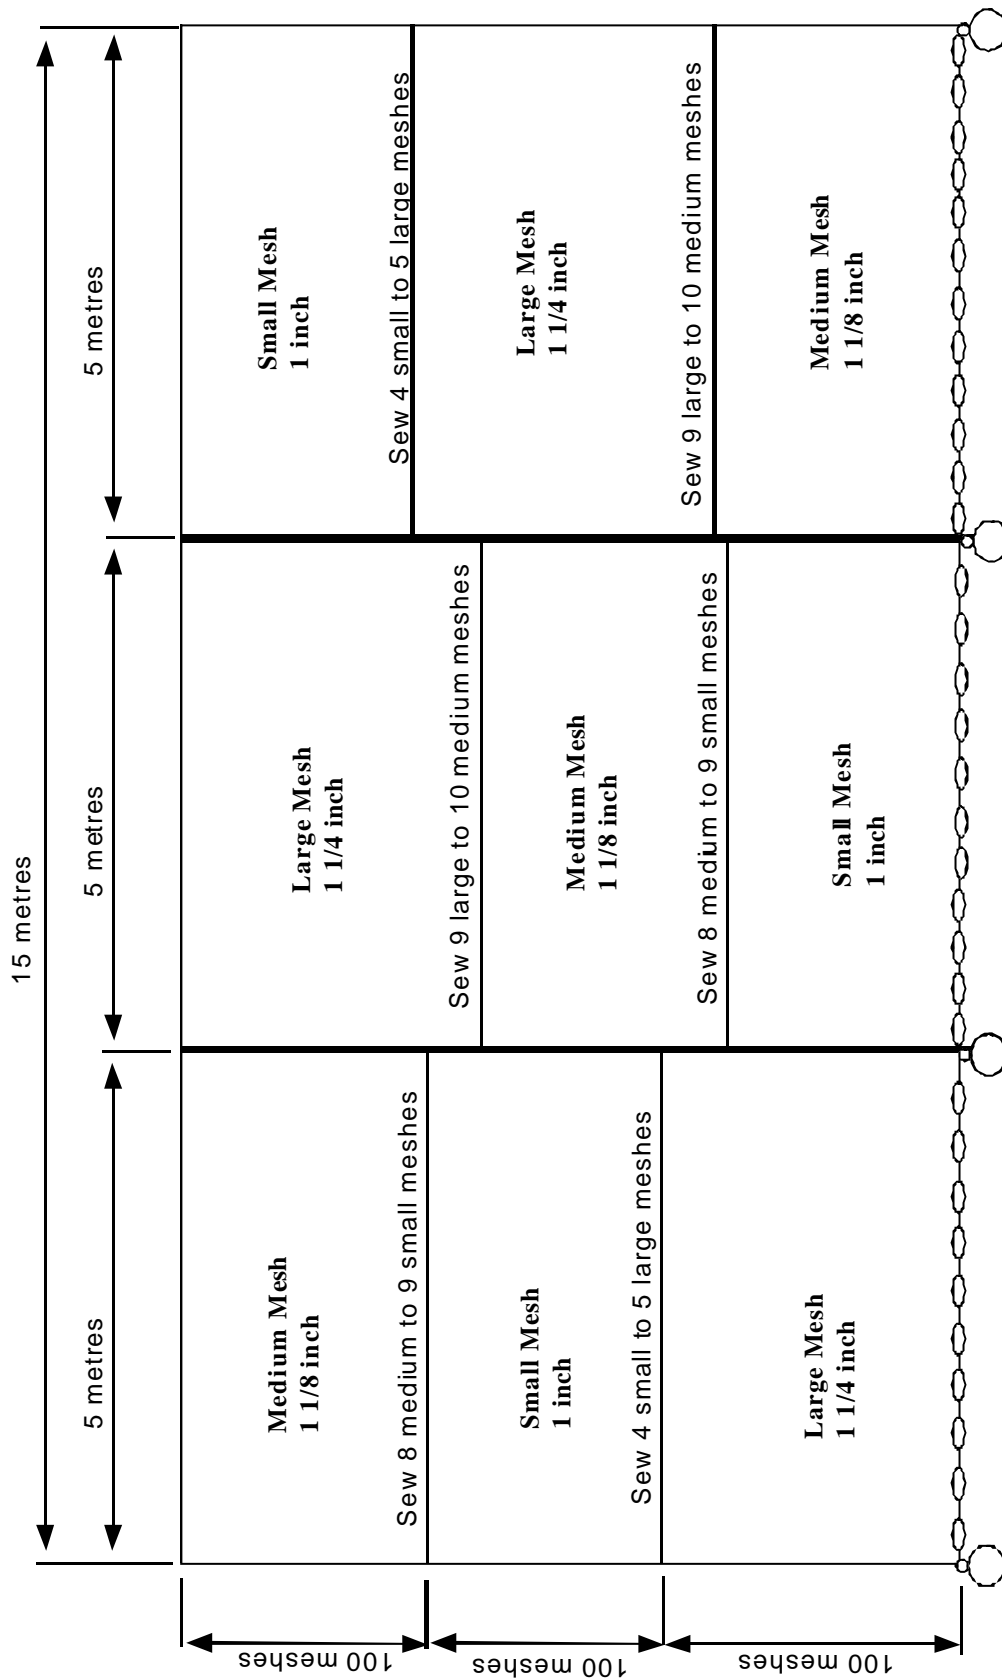 15 metres
5 metres
5 metres
5 metres
Medium Mesh
1 1/8 inch
Sew 8 medium to 9 small meshes
Small Mesh
1 inch
Sew 4 small to 5 large meshes
Large Mesh
1 1/4 inch
Large Mesh
1 1/4 inch
Sew 9 large to 10 medium meshes
Medium Mesh
1 1/8 inch
Sew 8 medium to 9 small meshes
Small Mesh
1 inch
Small Mesh
1 inch
Sew 4 small to 5 large meshes
Large Mesh
1 1/4 inch
Sew 9 large to 10 medium meshes
Medium Mesh
1 1/8 inch
100 meshes
100 meshes
100 meshes